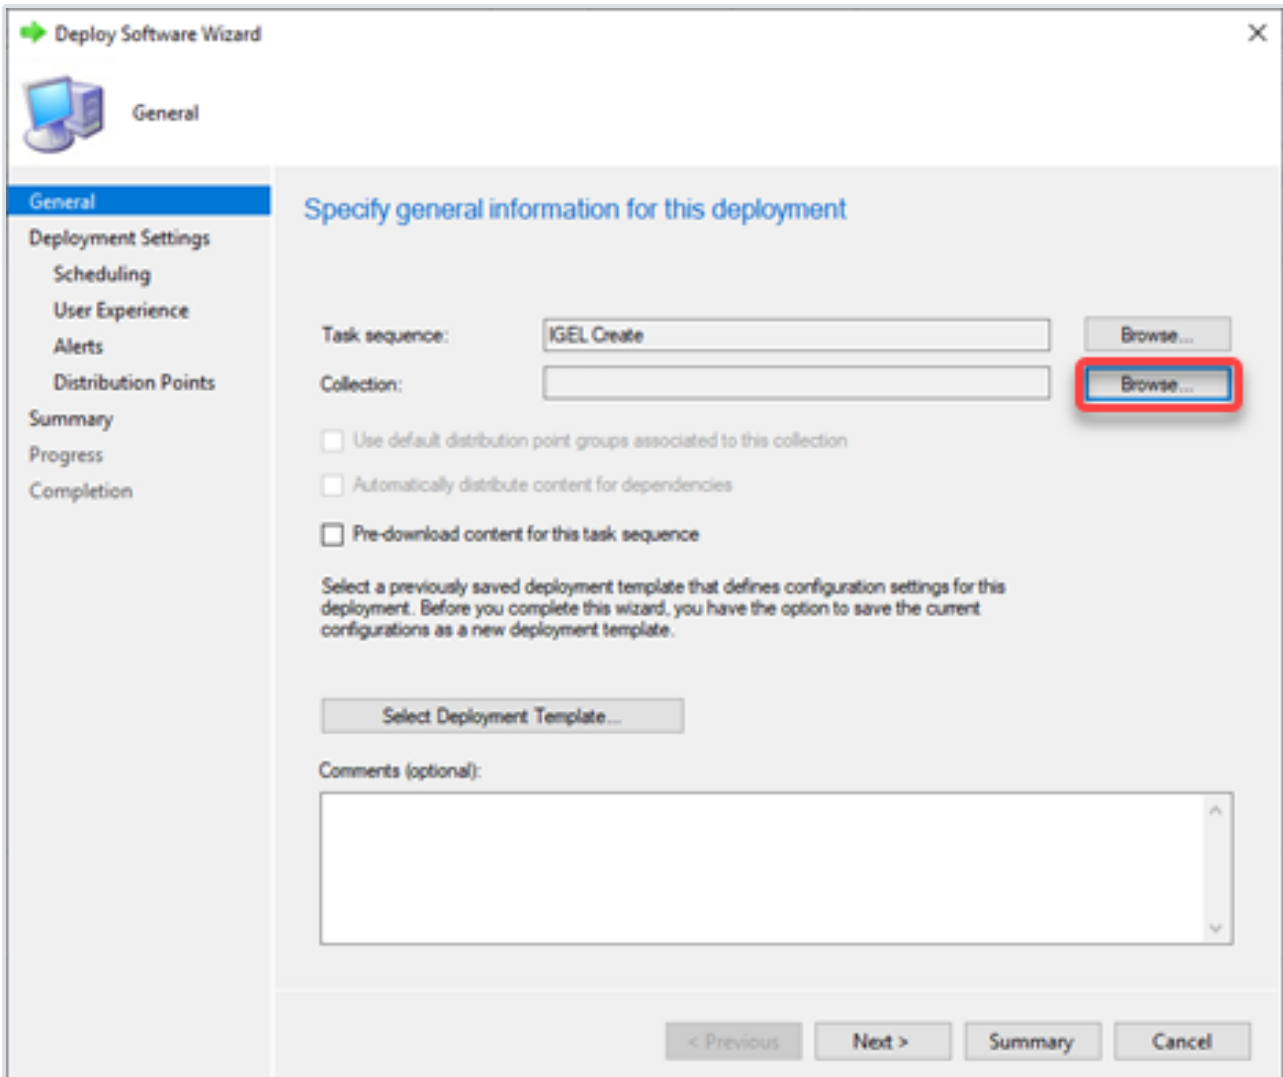 Deploy Software Wizard
General
General
Deployment Settings
Scheduling
User Experience
Alerts
Distribution Points
Summary
Progress
Completion
Specify general information for this deployment
Task sequence: IGEL Create Browse...
Collection: Browse...
Use default distribution point groups associated to this collection
Automatically distribute content for dependencies
Pre-download content for this task sequence
Select a previously saved deployment template that defines configuration settings for this
deployment. Before you complete this wizard, you have the option to save the current
configurations as a new deployment template.
Select Deployment Template...
Comments (optional):
< Previous Next > Summary Cancel